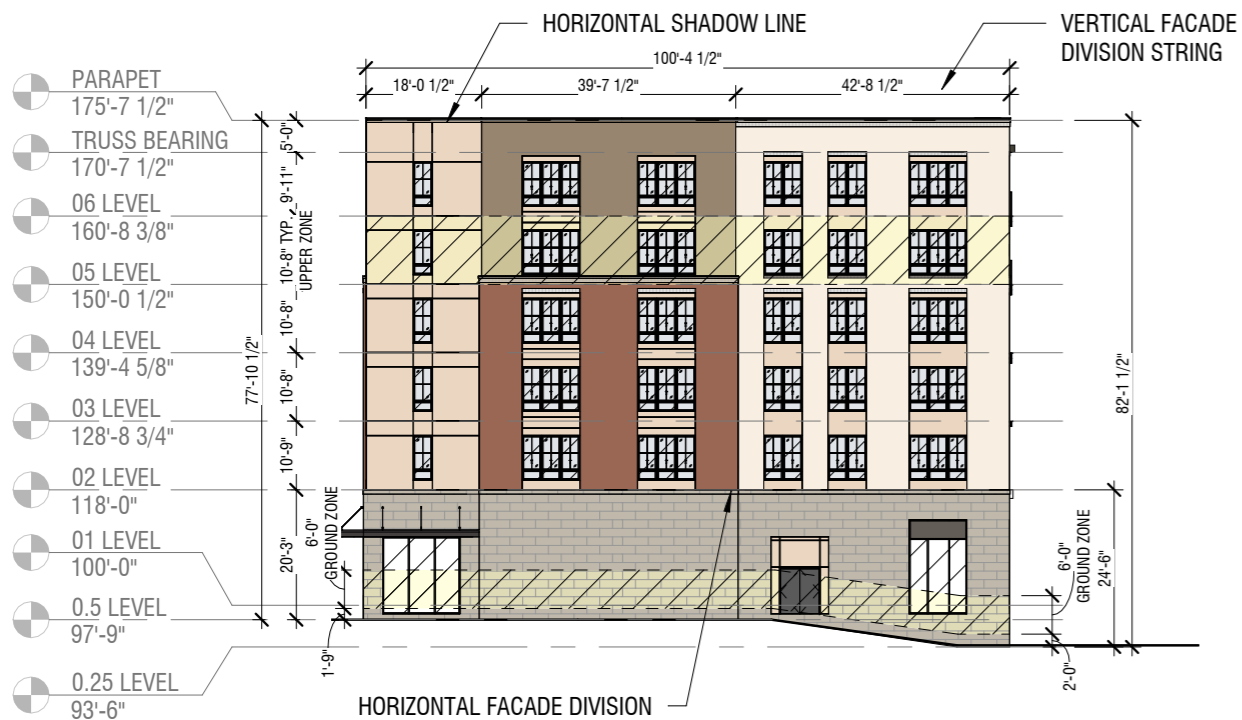 HORIZONTAL SHADOW LINE
VERTICAL FACADE
DIVISION STRING
100'-4 1/2"
18'-0 1/2"
39'-7 1/2"
42'-8 1/2"
PARAPET
175'-7 1/2"
TRUSS BEARING
170'-7 1/2"
06 LEVEL
160'-8 3/8"
05 LEVEL
150'-0 1/2"
04 LEVEL
139'-4 5/8"
03 LEVEL
128'-8 3/4"
02 LEVEL
118'-0"
01 LEVEL
100'-0"
0.5 LEVEL
97'-9"
0.25 LEVEL
93'-6"
77'-10 1/2"
5'-0"
9'-11"
10'-8" TYP.
UPPER ZONE
10'-8"
10'-8"
10'-9"
20'-3"
6'-0"
GROUND ZONE
1'-9"
82'-1 1/2"
24'-6"
6'-0"
GROUND ZONE
2'-0"
HORIZONTAL FACADE DIVISION